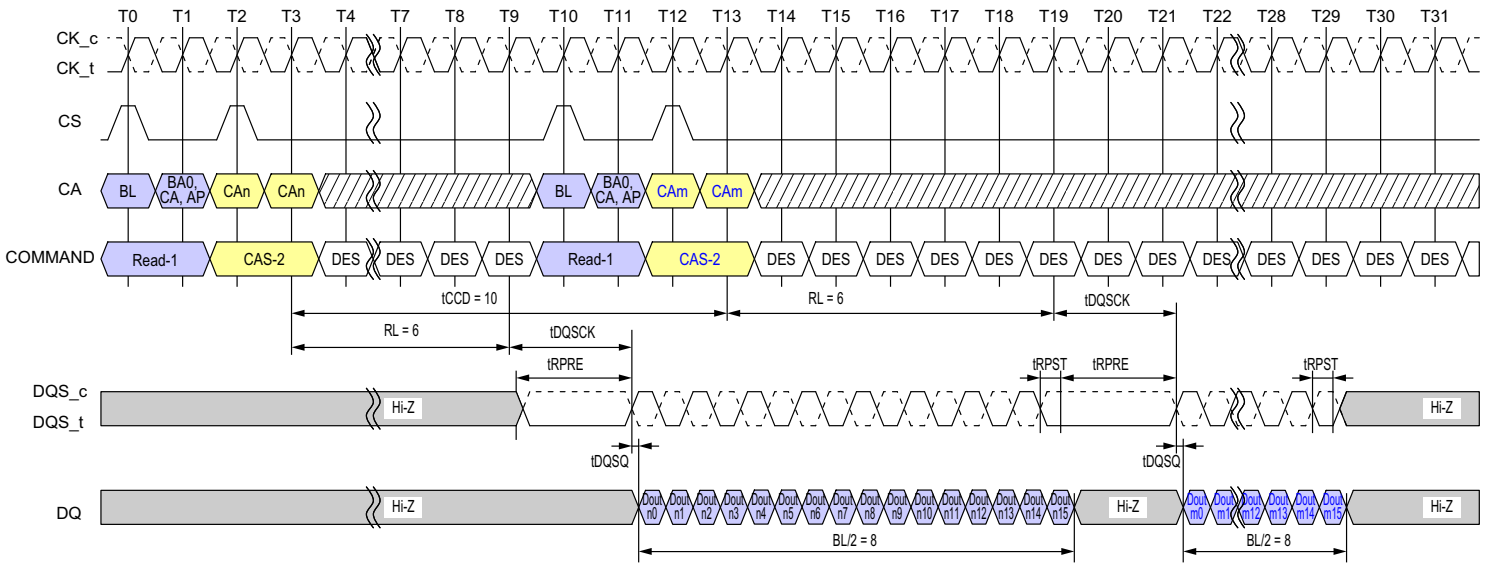 T0 T1 T2 T3 T4 T7 T8 T9 T10 T11 T12 T13 T14 T15 T16 T17 T18 T19 T20 T21 T22 T28 T29 T30 T31
CK_c
CK_t
CS
CA BL BA0, CA, AP CAn CAn BL BA0, CA, AP CAm CAm
COMMAND Read-1 CAS-2 DES DES DES DES Read-1 CAS-2 DES DES DES DES DES DES DES DES DES DES DES DES DES
tCCD = 10 RL = 6 tDQSCK
RL = 6 tDQSCK
tRPRE tRPST tRPRE tRPST
DQS_c
DQS_t
Hi-Z Hi-Z
tDQSQ tDQSQ
DQ Hi-Z Dout n0 Dout n1 Dout n2 Dout n3 Dout n4 Dout n5 Dout n6 Dout n7 Dout n8 Dout n9 Dout n10 Dout n11 Dout n12 Dout n13 Dout n14 Dout n15 Hi-Z Dout m0 Dout m1 Dout m12 Dout m13 Dout m14 Dout m15 Hi-Z
BL/2 = 8 BL/2 = 8